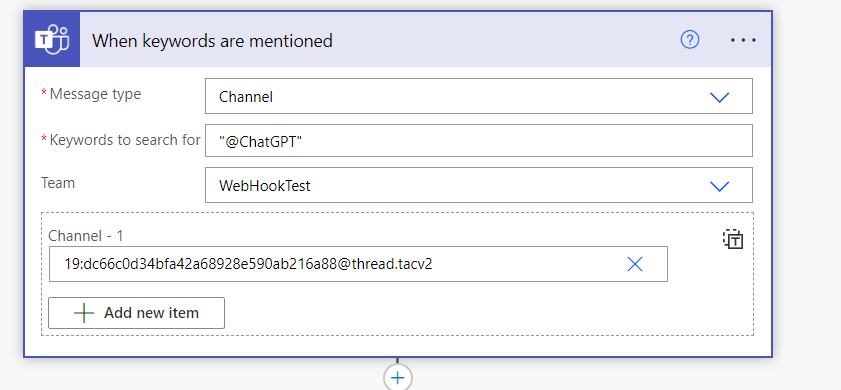 When keywords are mentioned
* Message type
Channel
* Keywords to search for
"@ChatGPT"
Team
WebHookTest
Channel - 1
19:dc66c0d34bfa42a68928e590ab216a88@thread.tacv2
Add new item